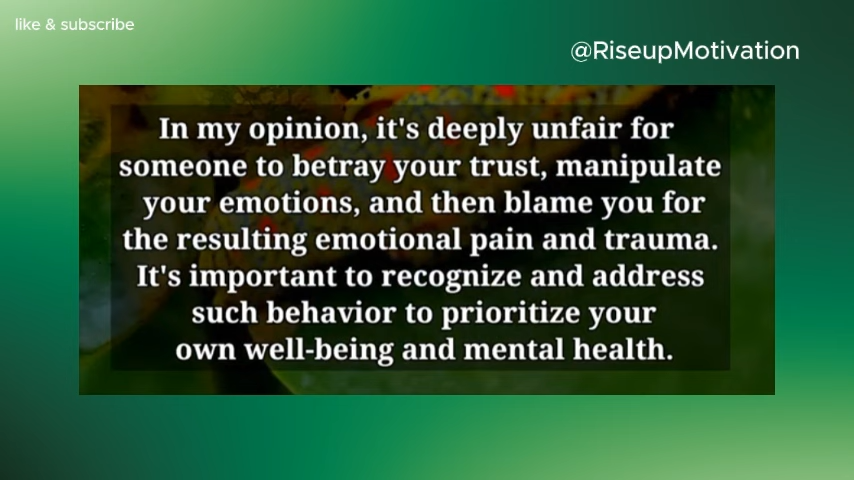 like & subscribe
@RiseupMotivation
In my opinion, it's deeply unfair for
someone to betray your trust, manipulate
your emotions, and then blame you for
the resulting emotional pain and trauma.
It's important to recognize and address
such behavior to prioritize your
own well-being and mental health.